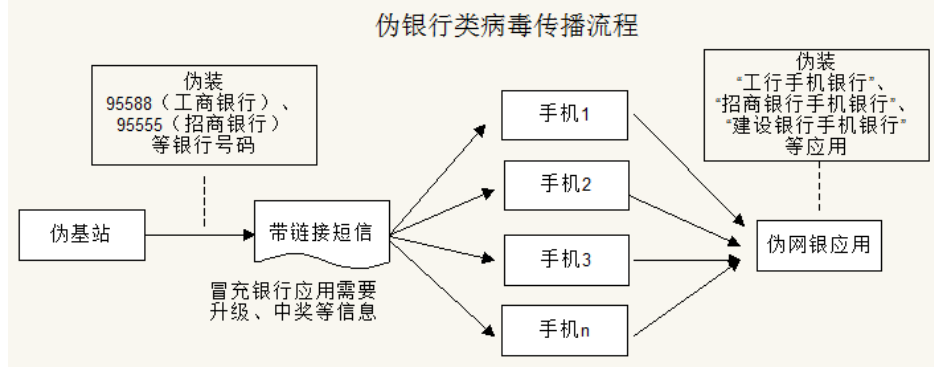 伪银行类病毒传播流程
伪装
95588（工商银行）、
95555（招商银行）
等银行号码
伪装
“工行手机银行”、
“招商银行手机银行”、
“建设银行手机银行”
等应用
手机1
手机2
手机3
手机n
伪基站
带链接短信
伪网银应用
冒充银行应用需要
升级、中奖等信息